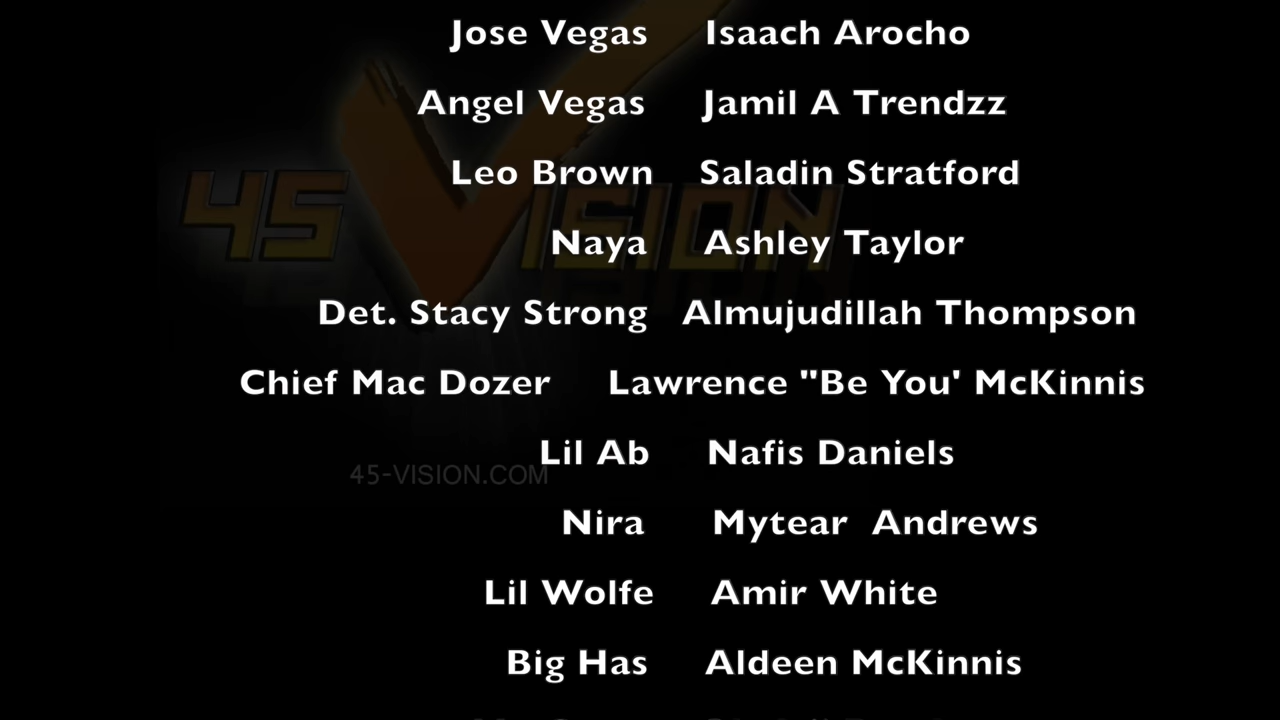 Jose Vegas Isaach Arocho
Angel Vegas Jamil A Trendzz
Leo Brown Saladin Stratford
45 VISION
Naya Ashley Taylor
Det. Stacy Strong Almujudillah Thompson
Chief Mac Dozer Lawrence "Be You' McKinnis
Lil Ab Nafis Daniels
45-VISION.COM
Nira Mytear Andrews
Lil Wolfe Amir White
Big Has Aldeen McKinnis